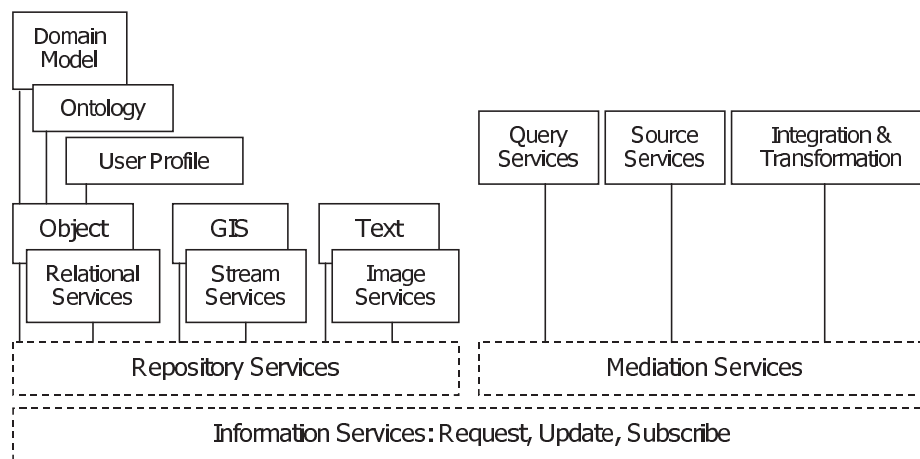 Domain
Model
Ontology
User Profile
Query
Services
Source
Services
Integration &
Transformation
Object
GIS
Text
Relational
Services
Stream
Services
Image
Services
Repository Services
Mediation Services
Information Services: Request, Update, Subscribe